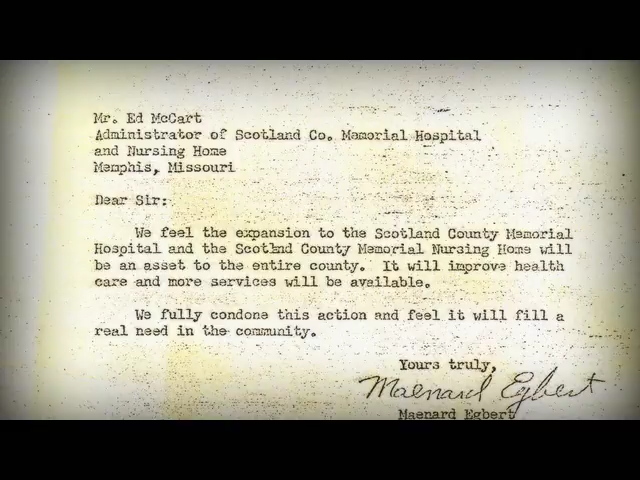 Mr. Ed McCart
Administrator of Scotland Co. Memorial Hospital
and Nursing Home
Memphis, Missouri
Dear Sir:
We feel the expansion to the Scotland County Memorial
Hospital and the Scotlnd County Memorial Nursing Home will
be an asset to the entire county. It will improve health
care and more services will be available.
We fully condone this action and feel it will fill a
real need in the community.
Yours truly,
Maenard Egbert
Maenard Egbert